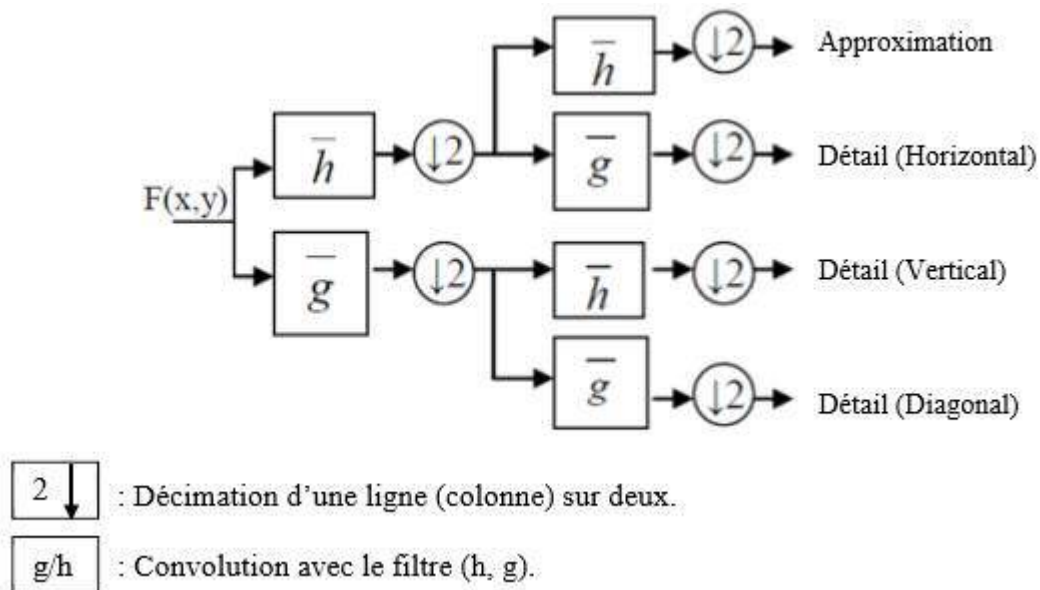 h ↓2 Approximation
h ↓2 g ↓2 Détail (Horizontal)
F(x,y)
g ↓2 h ↓2 Détail (Vertical)
g ↓2 Détail (Diagonal)
2 ↓ : Décimation d’une ligne (colonne) sur deux.
g/h : Convolution avec le filtre (h, g).